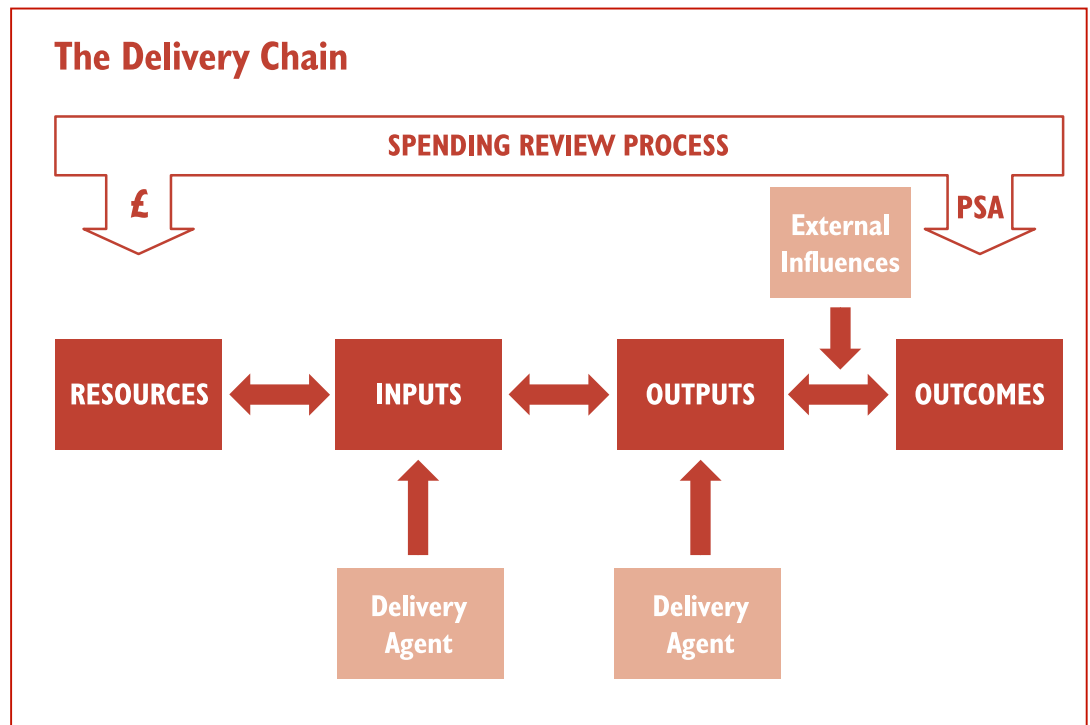 The Delivery Chain
SPENDING REVIEW PROCESS
£
PSA
External
Influences
RESOURCES
INPUTS
OUTPUTS
OUTCOMES
Delivery
Agent
Delivery
Agent